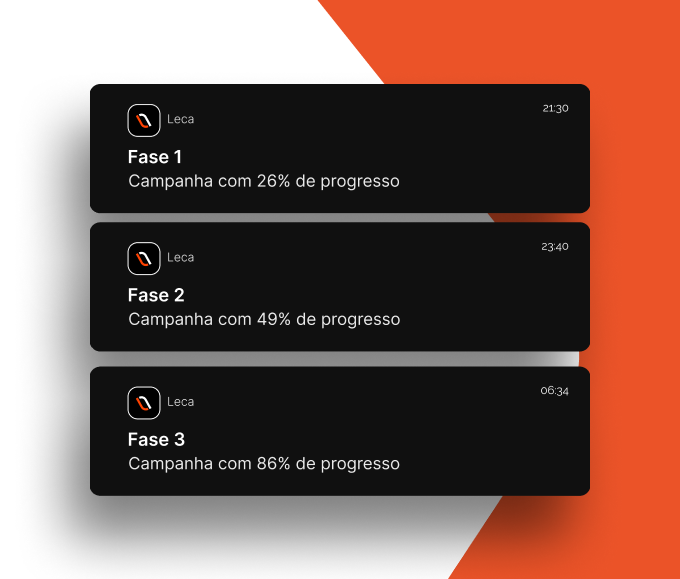 Leca
21:30
Fase 1
Campanha com 26% de progresso
Leca
23:40
Fase 2
Campanha com 49% de progresso
Leca
06:34
Fase 3
Campanha com 86% de progresso